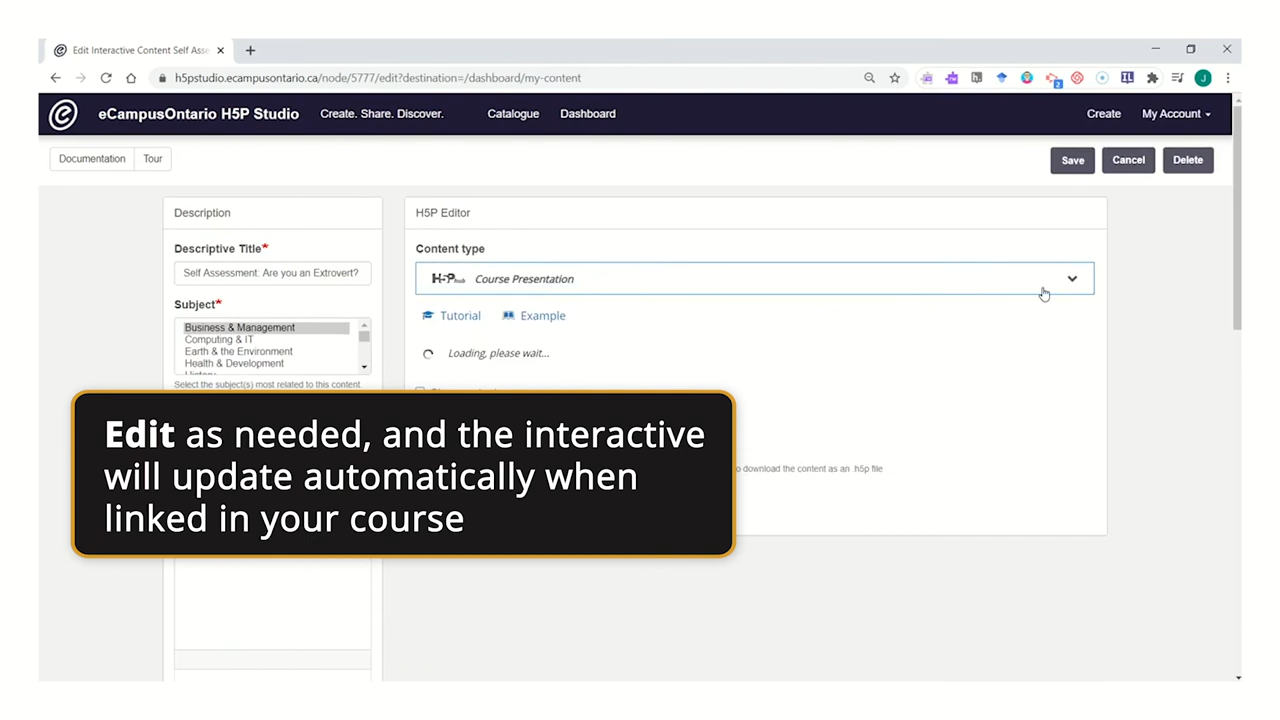 Edit Interactive Content Self Asse
h5pstudio.ecampusontario.ca/node/5777/edit?destination=/dashboard/my-content
eCampusOntario H5P Studio
Create. Share. Discover.
Catalogue
Dashboard
Create
My Account
Documentation
Tour
Save
Cancel
Delete
Description
Descriptive Title*
Self Assessment: Are you an Extrovert?
Subject*
Business & Management
Computing & IT
Earth & the Environment
Health & Development
Select the subject(s) most related to this content.
H5P Editor
Content type
H5P hub Course Presentation
Tutorial
Example
Loading, please wait...
to download the content as an .h5p file
Edit as needed, and the interactive
will update automatically when
linked in your course